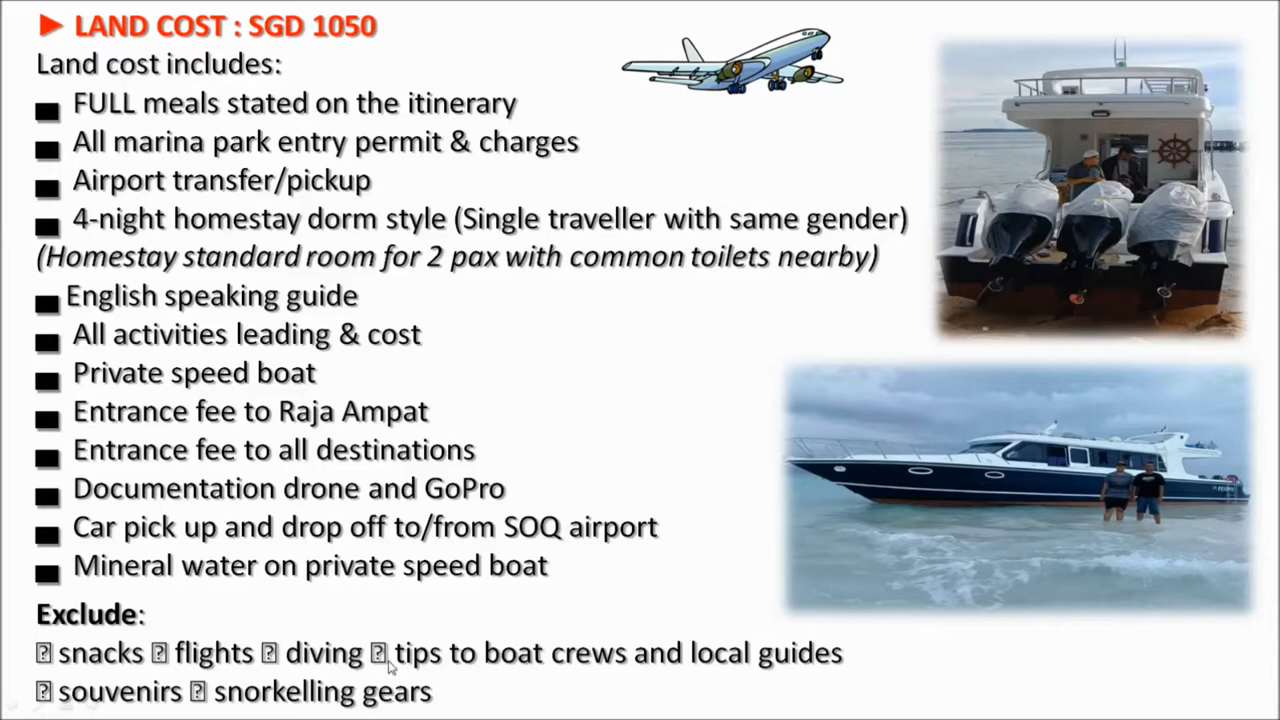 ► LAND COST : SGD 1050
Land cost includes:
■ FULL meals stated on the itinerary
■ All marina park entry permit & charges
■ Airport transfer/pickup
■ 4-night homestay dorm style (Single traveller with same gender)
(Homestay standard room for 2 pax with common toilets nearby)
■ English speaking guide
■ All activities leading & cost
■ Private speed boat
■ Entrance fee to Raja Ampat
■ Entrance fee to all destinations
■ Documentation drone and GoPro
■ Car pick up and drop off to/from SOQ airport
■ Mineral water on private speed boat
Exclude:
⍰ snacks ⍰ flights ⍰ diving ⍰ tips to boat crews and local guides
⍰ souvenirs ⍰ snorkelling gears